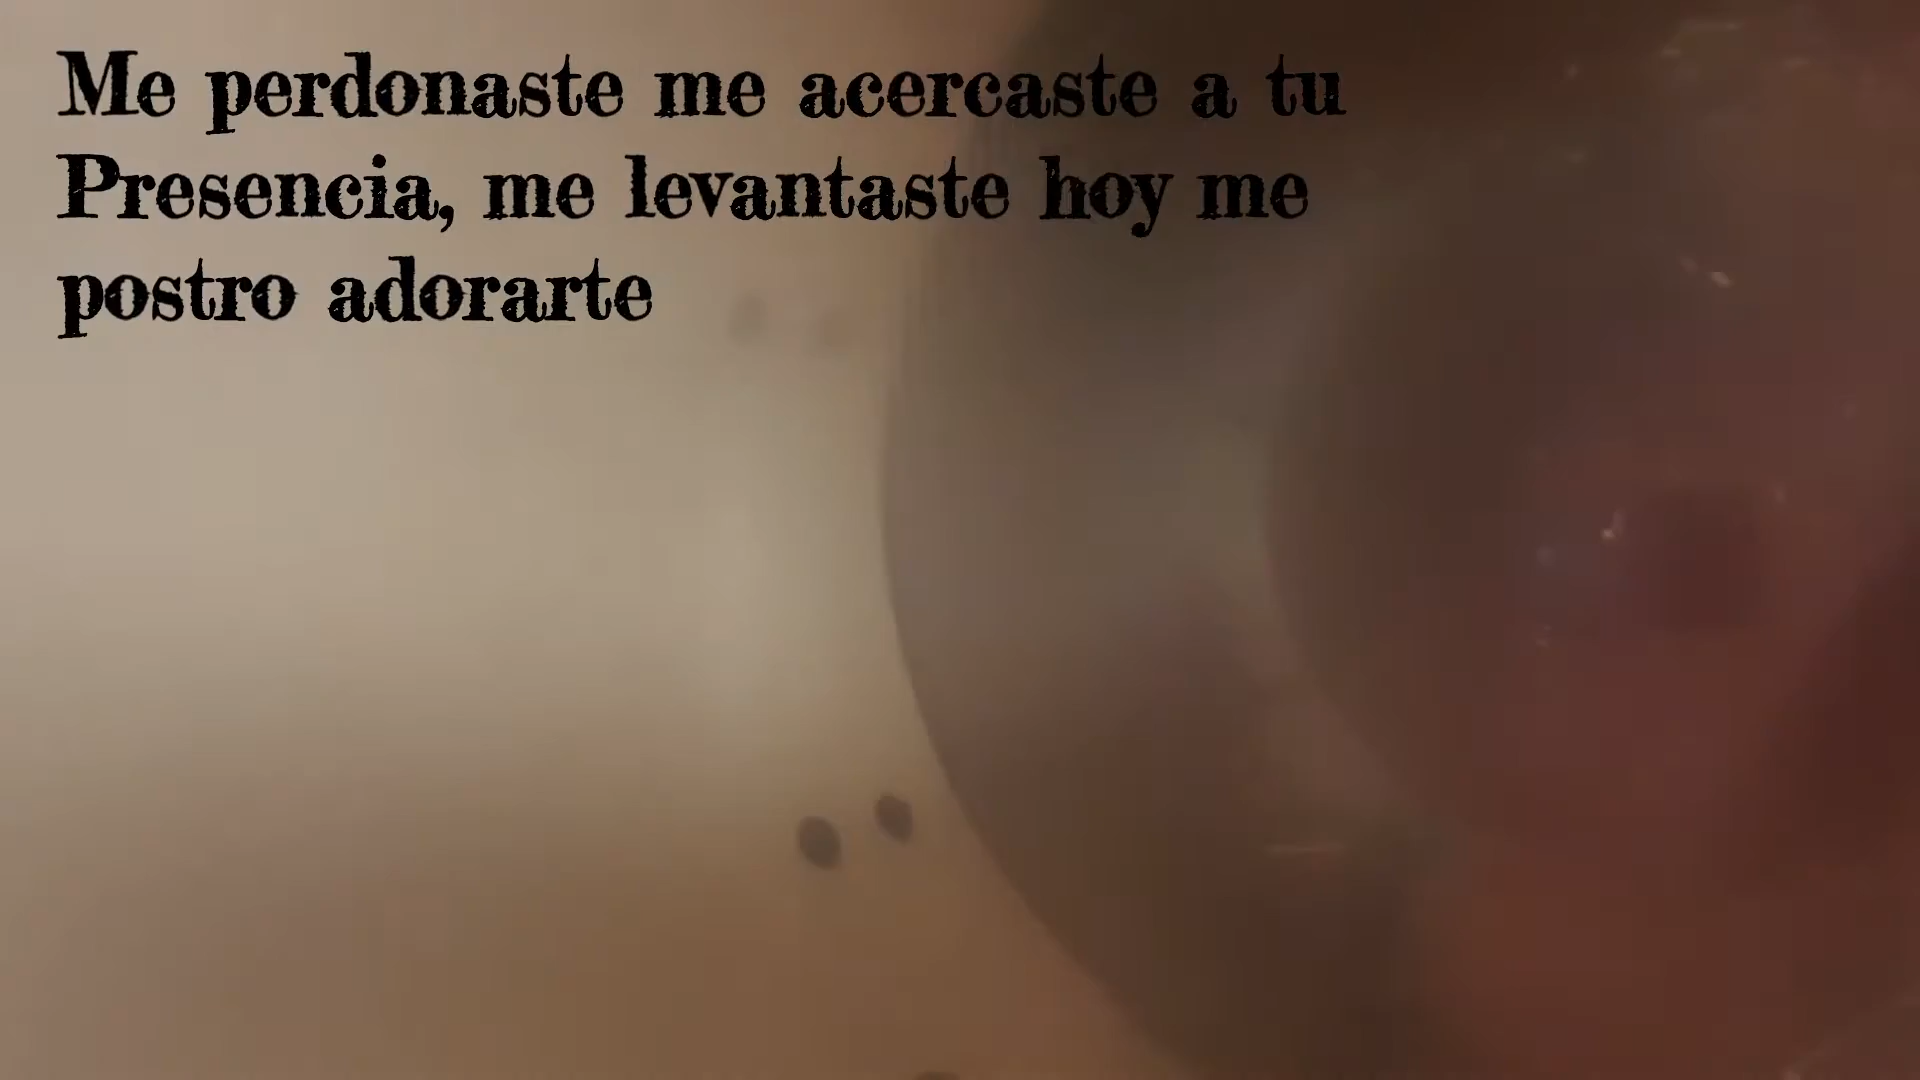 Me perdonaste me acercaste a tu
Presencia, me levantaste hoy me
postro adorarte